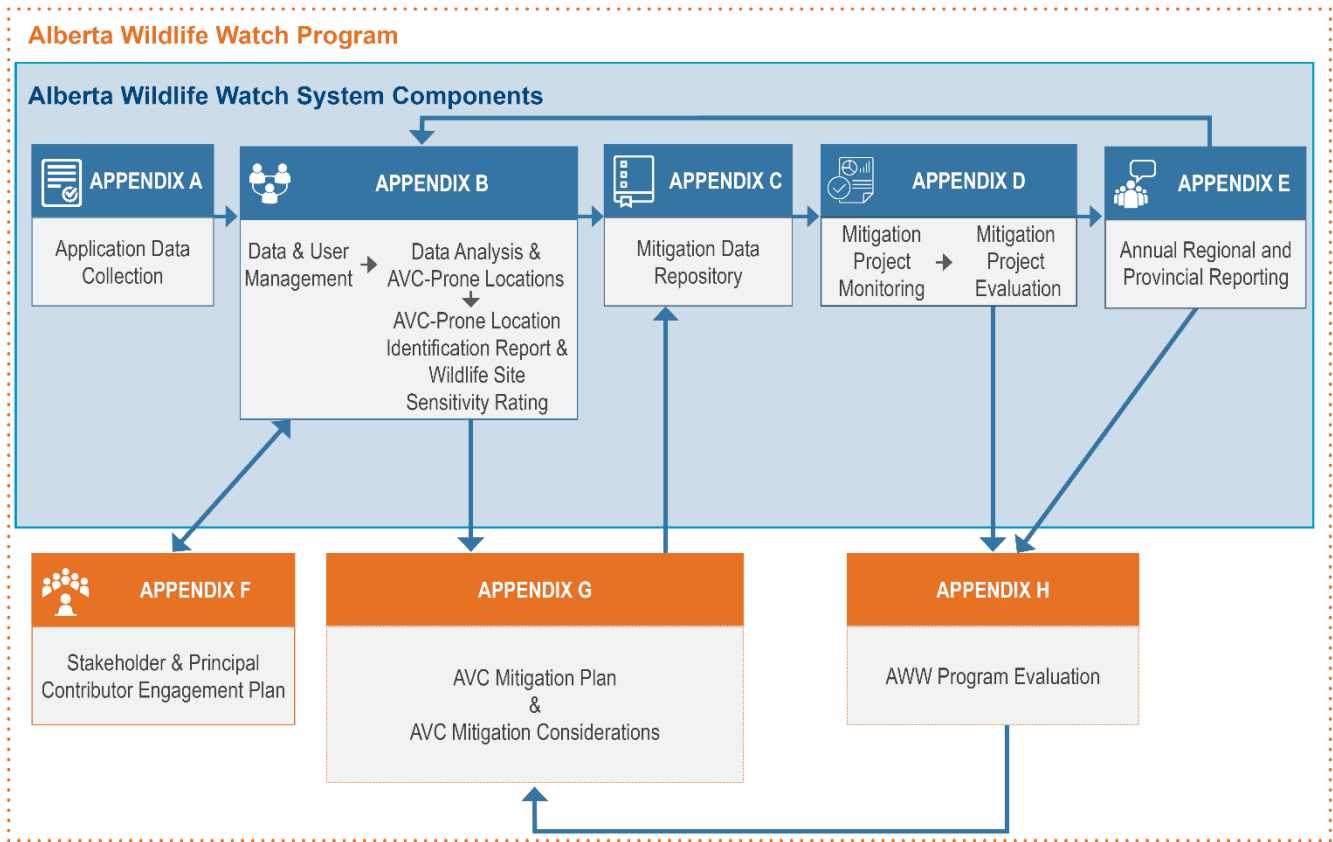 Alberta Wildlife Watch Program
Alberta Wildlife Watch System Components
APPENDIX A
Application Data
Collection
APPENDIX B
Data & User
Management
Data Analysis &
AVC-Prone Locations
AVC-Prone Location
Identification Report &
Wildlife Site
Sensitivity Rating
APPENDIX C
Mitigation Data
Repository
APPENDIX D
Mitigation
Project
Monitoring
Mitigation
Project
Evaluation
APPENDIX E
Annual Regional and
Provincial Reporting
APPENDIX F
Stakeholder & Principal
Contributor Engagement Plan
APPENDIX G
AVC Mitigation Plan
&
AVC Mitigation Considerations
APPENDIX H
AWW Program Evaluation